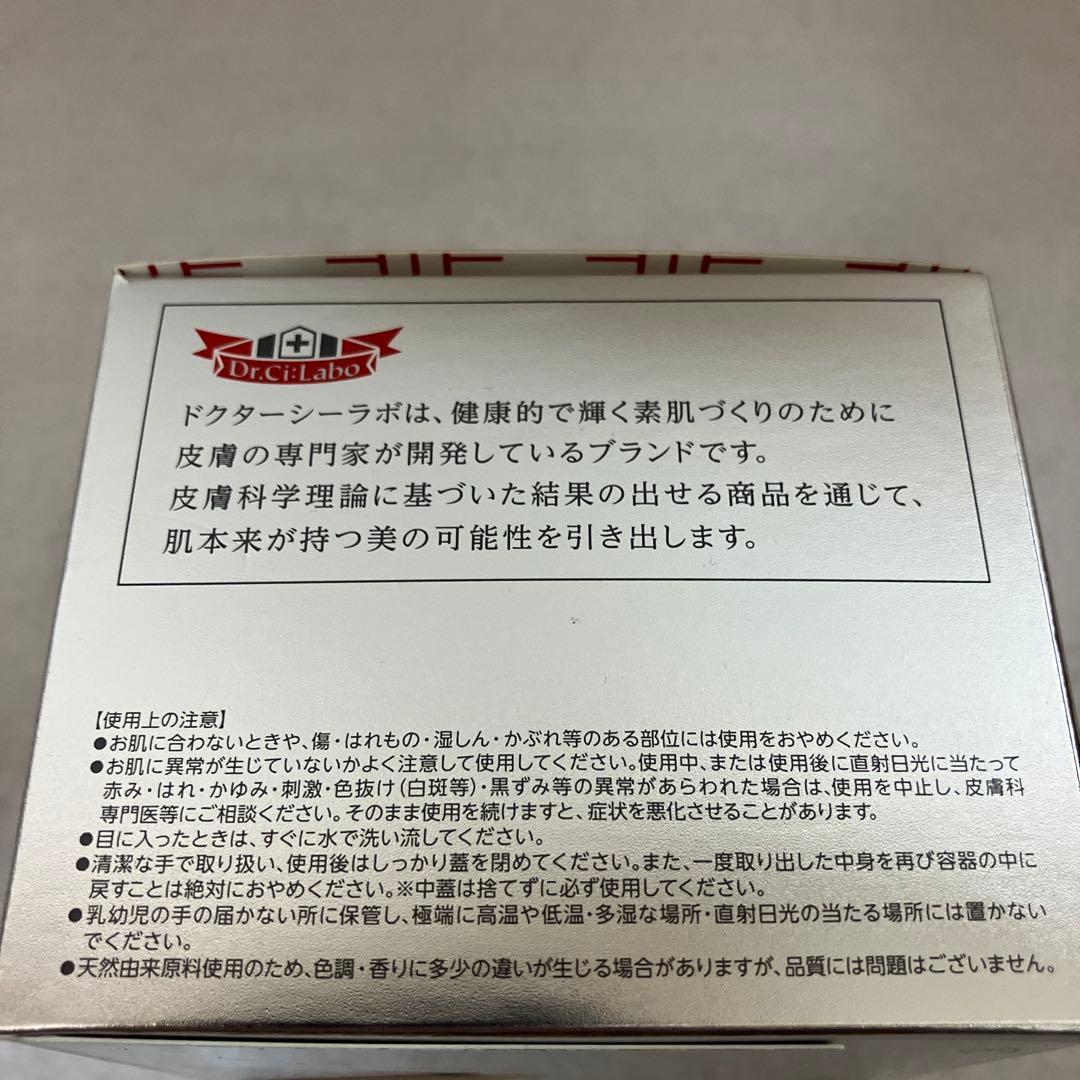 Dr.Ci:Labo
ドクターシーラボは、健康的で輝く素肌づくりのために
皮膚の専門家が開発しているブランドです。
皮膚科学理論に基づいた結果の出せる商品を通じて、
肌本来が持つ美の可能性を引き出します。
【使用上の注意】
●お肌に合わないときや、傷・はれもの・湿しん・かぶれ等のある部位には使用をおやめください。
●お肌に異常が生じていないかよく注意して使用してください。使用中、または使用後に直射日光に当たって
赤み・はれ・かゆみ・刺激・色抜け(白斑等)・黒ずみ等の異常があらわれた場合は、使用を中止し、皮膚科
専門医等にご相談ください。そのまま使用を続けますと、症状を悪化させることがあります。
●目に入ったときは、すぐに水で洗い流してください。
●清潔な手で取り扱い、使用後はしっかり蓋を閉めてください。また、一度取り出した中身を再び容器の中に
戻すことは絶対におやめください。※中蓋は捨てずに必ず使用してください。
●乳幼児の手の届かない所に保管し、極端に高温や低温・多湿な場所・直射日光の当たる場所には置かない
でください。
●天然由来原料使用のため、色調・香りに多少の違いが生じる場合がありますが、品質には問題はございません。